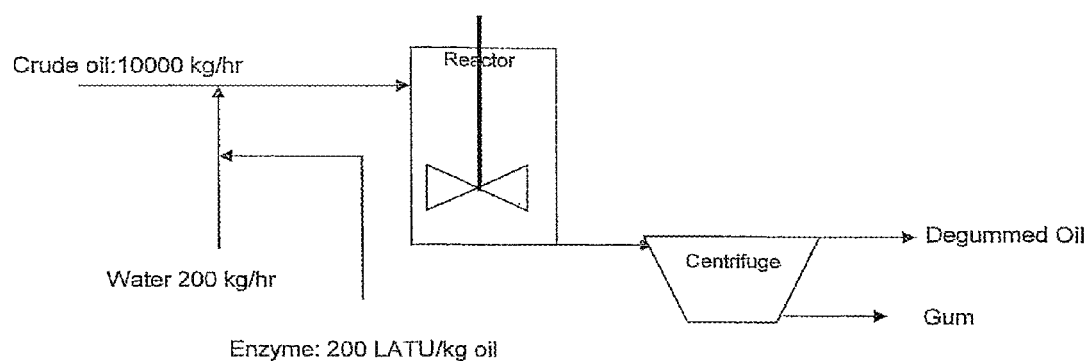 Reactor
Crude oil:10000 kg/hr
Degummed Oil
Centrifuge
Water 200 kg/hr
Gum
Enzyme: 200 LATU/kg oil